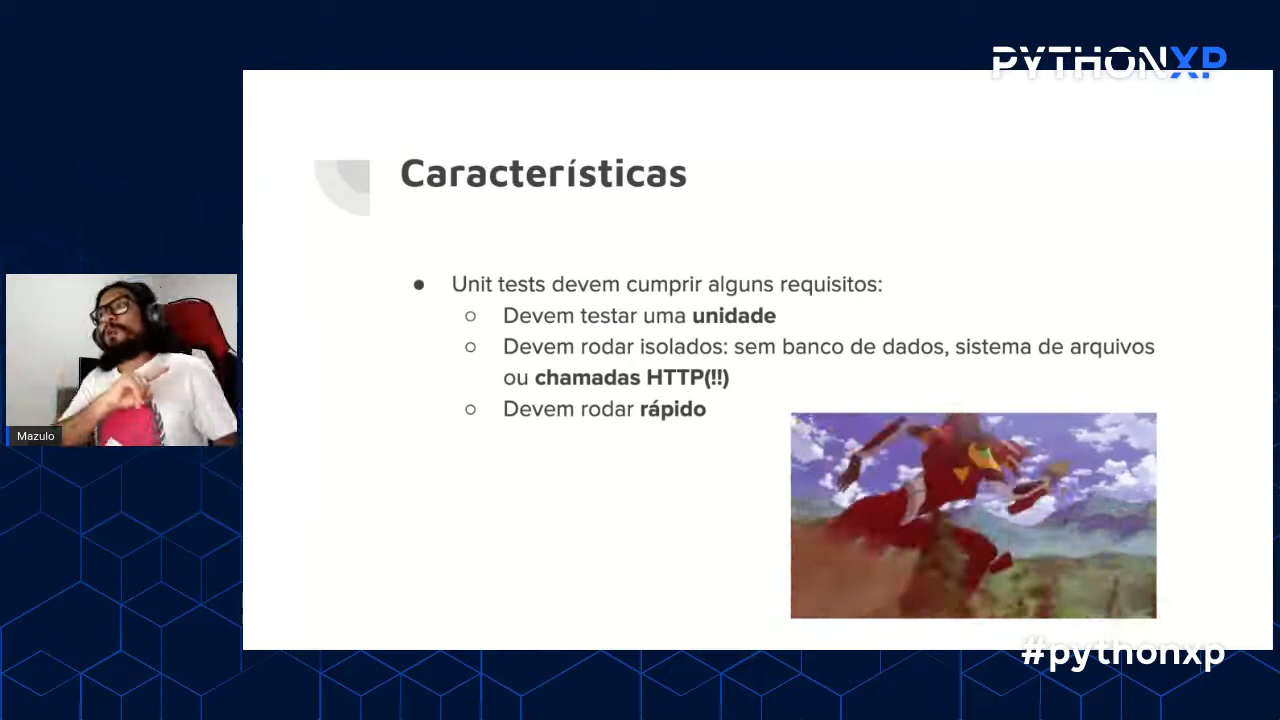 PYTHONXP
Características
● Unit tests devem cumprir alguns requisitos:
○ Devem testar uma unidade
○ Devem rodar isolados: sem banco de dados, sistema de arquivos
ou chamadas HTTP(!!)
○ Devem rodar rápido
Mazulo
#pythonxp